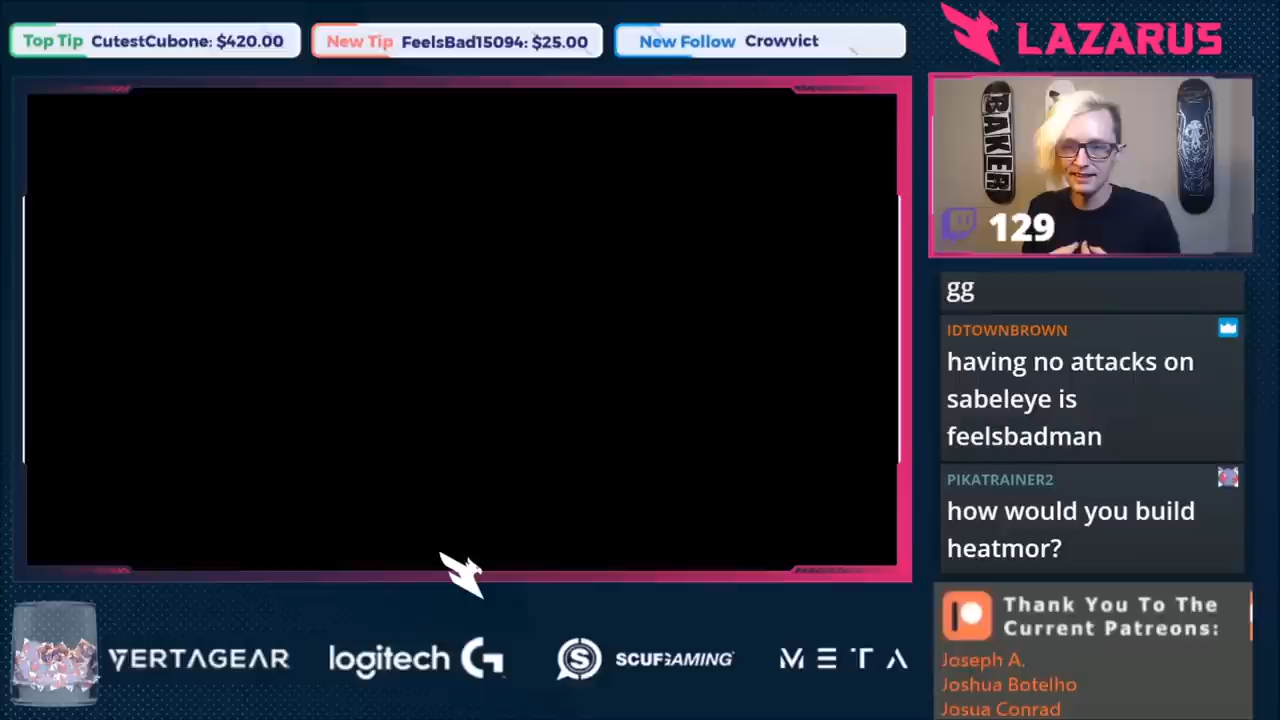 Top Tip CutestCubone: $420.00
New Tip FeelsBad15094: $25.00
New Follow Crowvict
LAZARUS
BAKER
129
gg
IDTOWNBROWN
having no attacks on
sabeleye is
feelsbadman
PIKATRAINER2
how would you build
heatmor?
Thank You To The
Current Patreons:
Joseph A.
Joshua Botelho
Josua Conrad
VERTAGEAR
logitech G
S SCUFGAMING
META